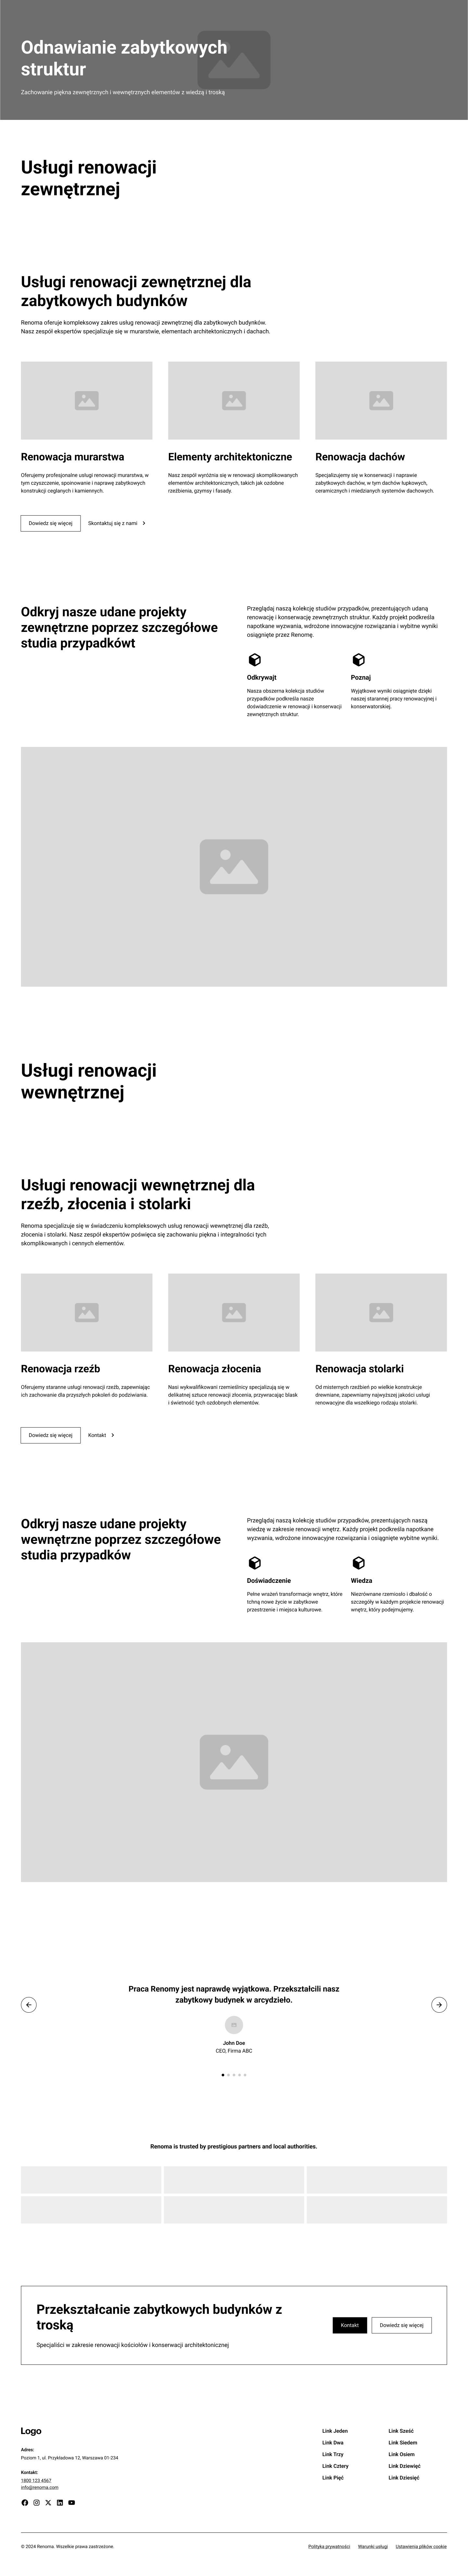 Odnawianie zabytkowych
struktur
Zachowanie piękna zewnętrznych i wewnętrznych elementów z wiedzą i troską
Usługi renowacji
zewnętrznej
Usługi renowacji zewnętrznej dla
zabytkowych budynków
Renoma oferuje kompleksowy zakres usług renowacji zewnętrznej dla zabytkowych budynków.
Nasz zespół ekspertów specjalizuje się w murarstwie, elementach architektonicznych i dachach.
Renowacja murarstwa
Oferujemy profesjonalne usługi renowacji murarstwa, w
tym czyszczenie, spoinowanie i naprawę zabytkowych
konstrukcji ceglanych i kamiennych.
Elementy architektoniczne
Nasz zespół wyróżnia się w renowacji skomplikowanych
elementów architektonicznych, takich jak ozdobne
rzeźbienia, gzymsy i fasady.
Renowacja dachów
Specjalizujemy się w konserwacji i naprawie
zabytkowych dachów, w tym dachów łupkowych,
ceramicznych i miedzianych systemów dachowych.
Dowiedz się więcej
Skontaktuj się z nami
Odkryj nasze udane projekty
zewnętrzne poprzez szczegółowe
studia przypadkówt
Przeglądaj naszą kolekcję studiów przypadków, prezentujących udaną
renowację i konserwację zewnętrznych struktur. Każdy projekt podkreśla
napotkane wyzwania, wdrożone innowacyjne rozwiązania i wybitne wyniki
osiągnięte przez Renomę.
Odkrywajt
Nasza obszerna kolekcja studiów
przypadków podkreśla nasze
doświadczenie w renowacji i konserwacji
zewnętrznych struktur.
Poznaj
Wyjątkowe wyniki osiągnięte dzięki
naszej starannej pracy renowacyjnej i
konserwatorskiej.
Usługi renowacji
wewnętrznej
Usługi renowacji wewnętrznej dla
rzeźb, złocenia i stolarki
Renoma specjalizuje się w świadczeniu kompleksowych usług renowacji wewnętrznej dla rzeźb,
złocenia i stolarki. Nasz zespół ekspertów poświęca się zachowaniu piękna i integralności tych
skomplikowanych i cennych elementów.
Renowacja rzeźb
Oferujemy staranne usługi renowacji rzeźb, zapewniając
ich zachowanie dla przyszłych pokoleń do podziwiania.
Renowacja złocenia
Nasi wykwalifikowani rzemieślnicy specjalizują się w
delikatnej sztuce renowacji złocenia, przywracając blask
i świetność tych ozdobnych elementów.
Renowacja stolarki
Od misternych rzeźbień po wielkie konstrukcje
drewniane, zapewniamy najwyższej jakości usługi
renowacyjne dla wszelkiego rodzaju stolarki.
Dowiedz się więcej
Kontakt
Odkryj nasze udane projekty
wewnętrzne poprzez szczegółowe
studia przypadków
Przeglądaj naszą kolekcję studiów przypadków, prezentujących naszą
wiedzę w zakresie renowacji wnętrz. Każdy projekt podkreśla napotkane
wyzwania, wdrożone innowacyjne rozwiązania i osiągnięte wybitne wyniki.
Doświadczenie
Pełne wrażeń transformacje wnętrz, które
tchną nowe życie w zabytkowe
przestrzenie i miejsca kulturowe.
Wiedza
Niezrównane rzemiosło i dbałość o
szczegóły w każdym projekcie renowacji
wnętrz, który podejmujemy.
Praca Renomy jest naprawdę wyjątkowa. Przekształcili nasz
zabytkowy budynek w arcydzieło.
John Doe
CEO, Firma ABC
Renoma is trusted by prestigious partners and local authorities.
Przekształcanie zabytkowych budynków z
troską
Specjaliści w zakresie renowacji kościołów i konserwacji architektonicznej
Kontakt
Dowiedz się więcej
Logo
Adres:
Poziom 1, ul. Przykładowa 12, Warszawa 01-234
Kontakt:
1800 123 4567
info@renoma.com
Link Jeden
Link Dwa
Link Trzy
Link Cztery
Link Pięć
Link Sześć
Link Siedem
Link Osiem
Link Dziewięć
Link Dziesięć
© 2024 Renoma. Wszelkie prawa zastrzeżone.
Polityka prywatności
Warunki usługi
Ustawienia plików cookie